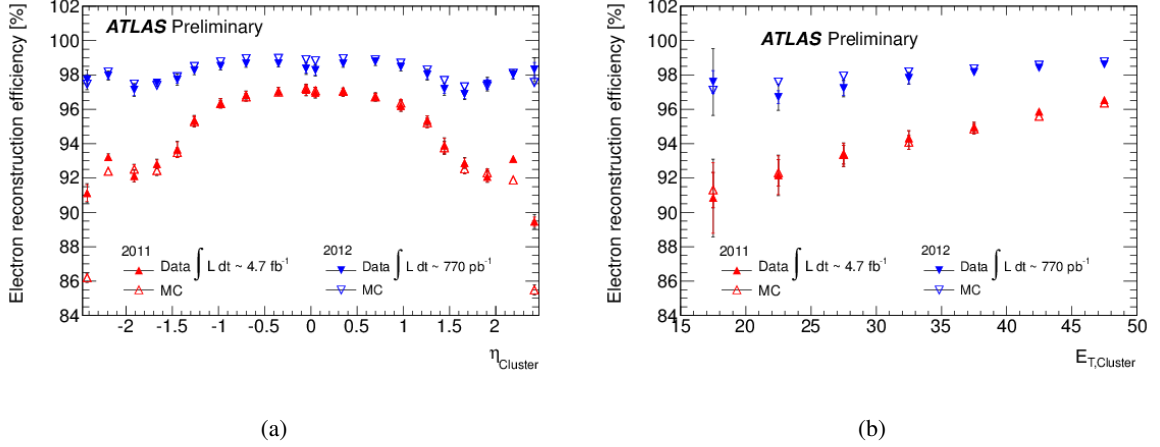 Electron reconstruction efficiency [%]
102
100
98
96
94
92
90
88
86
84
ATLAS Preliminary
2011
Data ∫ L dt ~ 4.7 fb⁻¹
MC
2012
Data ∫ L dt ~ 770 pb⁻¹
MC
-2 -1.5 -1 -0.5 0 0.5 1 1.5 2
ηCluster
(a)
Electron reconstruction efficiency [%]
102
100
98
96
94
92
90
88
86
84
ATLAS Preliminary
2011
Data ∫ L dt ~ 4.7 fb⁻¹
MC
2012
Data ∫ L dt ~ 770 pb⁻¹
MC
15 20 25 30 35 40 45 50
ET,Cluster
(b)